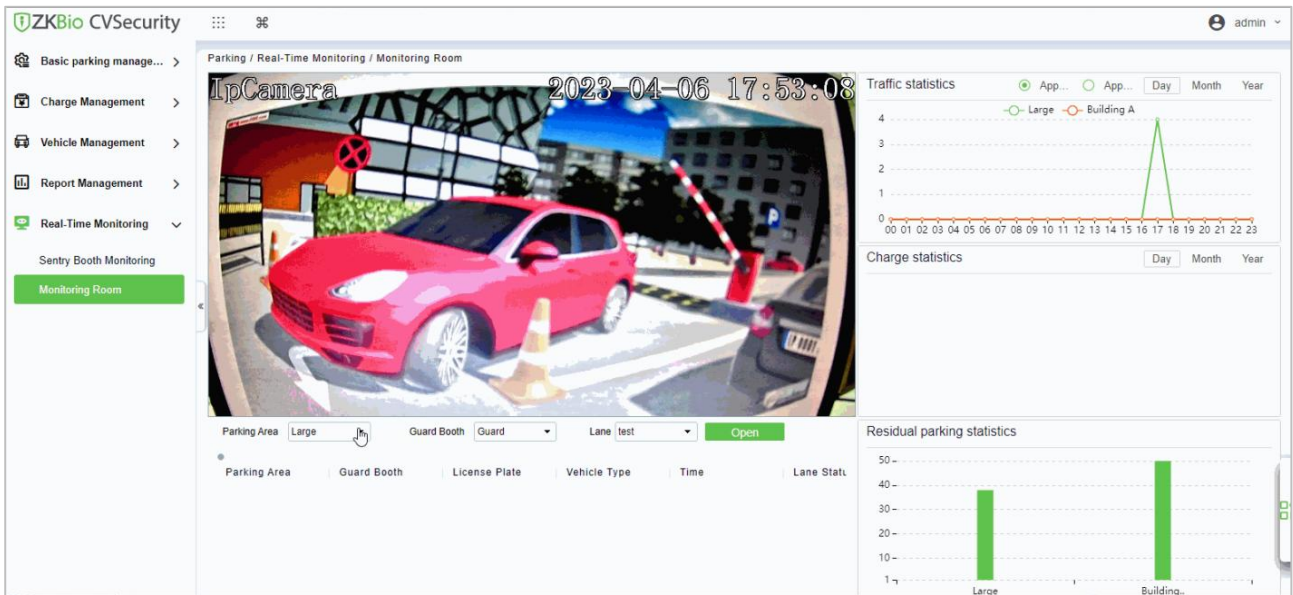 ZKBio CVSecurity
admin
Basic parking manage...
Charge Management
Vehicle Management
Report Management
Real-Time Monitoring
Sentry Booth Monitoring
Monitoring Room
Parking / Real-Time Monitoring / Monitoring Room
IpCamera 2023-04-06 17:53:08
P
Parking Area Large Guard Booth Guard Lane test Open
Parking Area Guard Booth License Plate Vehicle Type Time Lane Statu
Traffic statistics App... App... Day Month Year
Large Building A
4
3
2
1
0
00 01 02 03 04 05 06 07 08 09 10 11 12 13 14 15 16 17 18 19 20 21 22 23
Charge statistics Day Month Year
Residual parking statistics
50
40
30
20
10
1
Large Building..